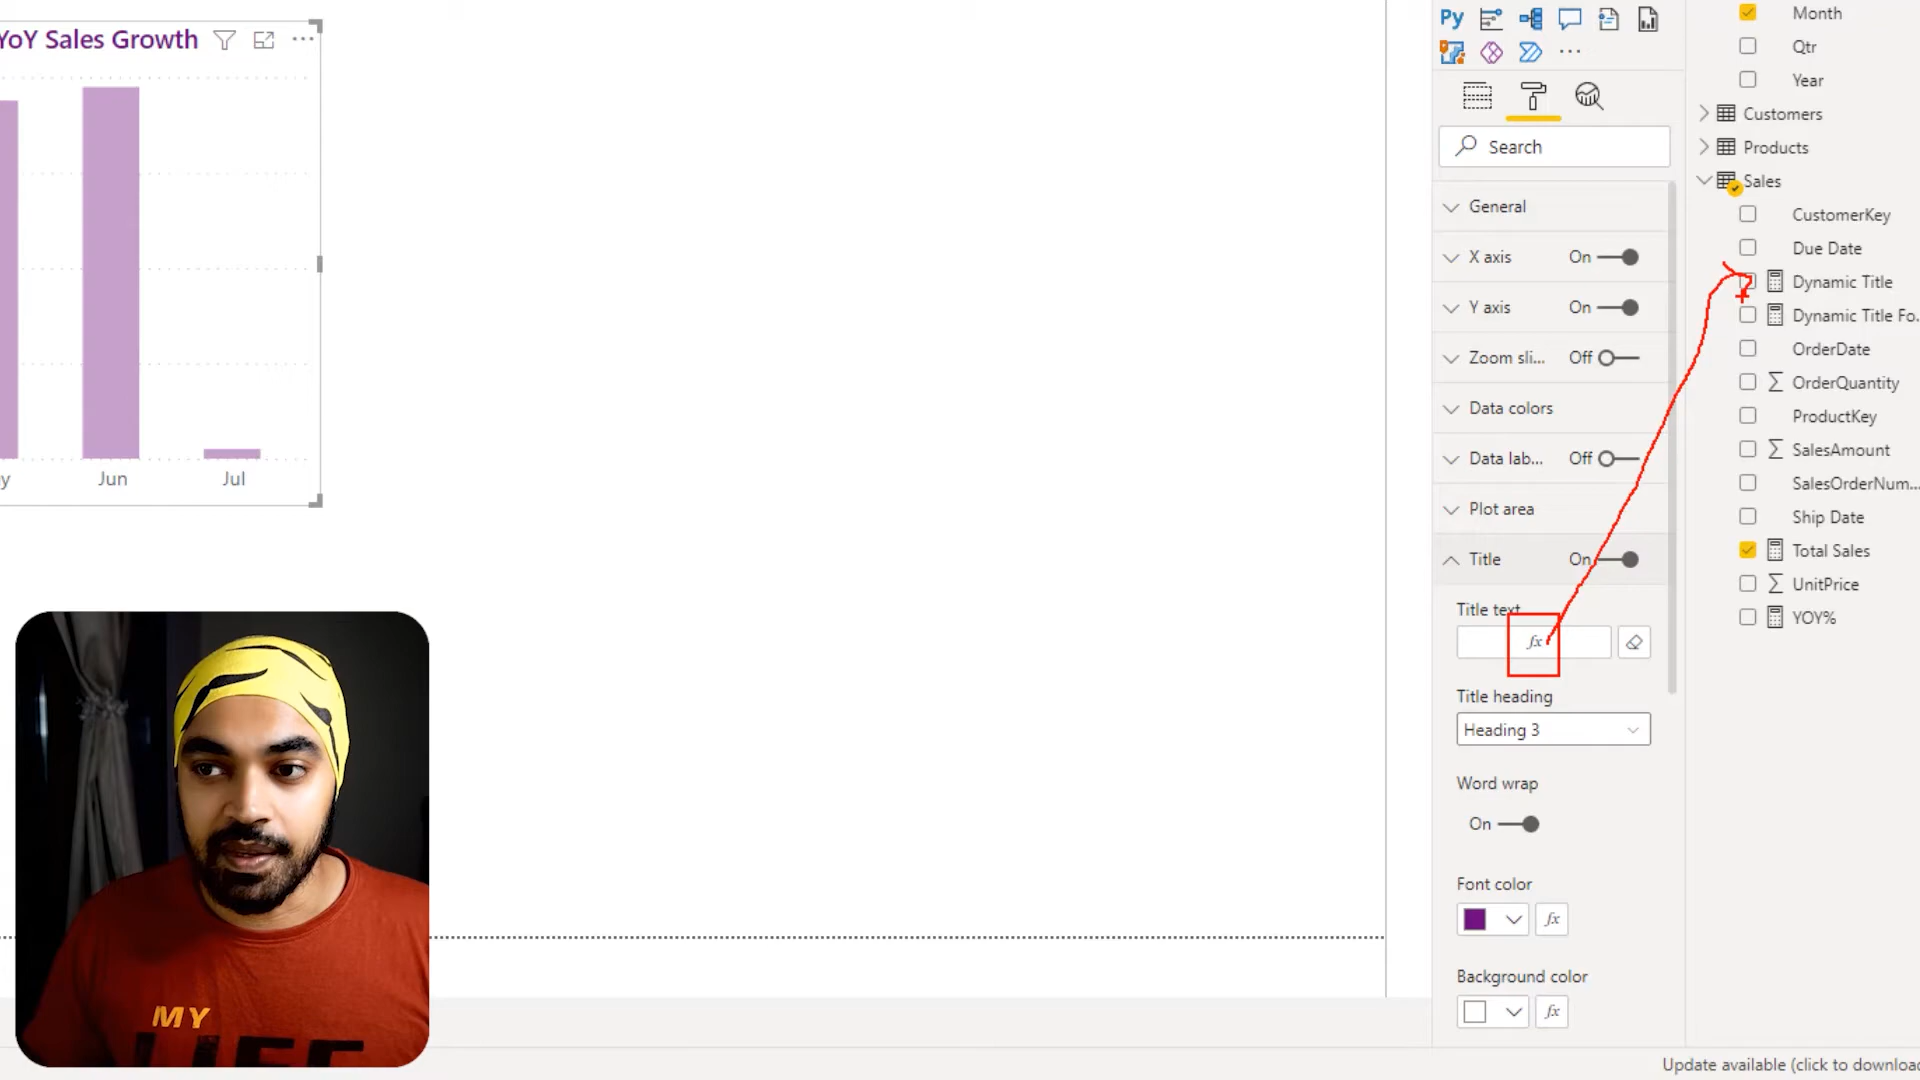 YoY Sales Growth
y
Jun
Jul
MY
LIFE
Py
Search
General
X axis On
Y axis On
Zoom sli... Off
Data colors
Data lab... Off
Plot area
Title On
Title text
fx
Title heading
Heading 3
Word wrap
On
Font color
fx
Background color
fx
Month
Qtr
Year
Customers
Products
Sales
CustomerKey
Due Date
Dynamic Title
Dynamic Title Fo...
OrderDate
OrderQuantity
ProductKey
SalesAmount
SalesOrderNum...
Ship Date
Total Sales
UnitPrice
YOY%
Update available (click to download